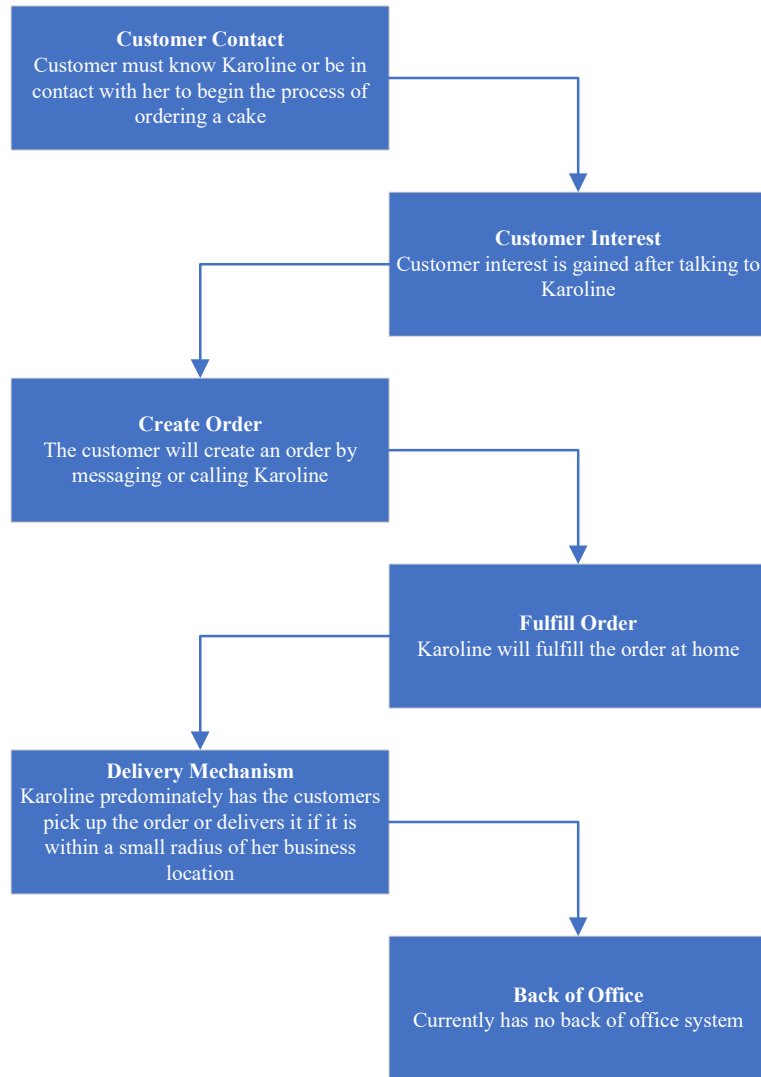 Customer Contact
Customer must know Karoline or be in
contact with her to begin the process of
ordering a cake
Customer Interest
Customer interest is gained after talking to
Karoline
Create Order
The customer will create an order by
messaging or calling Karoline
Fulfill Order
Karoline will fulfill the order at home
Delivery Mechanism
Karoline predominately has the customers
pick up the order or delivers it if it is
within a small radius of her business
location
Back of Office
Currently has no back of office system